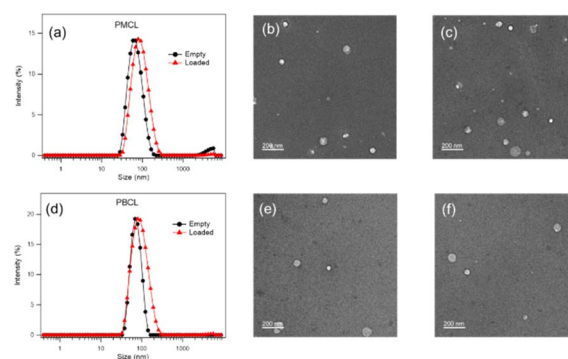 PMCL
(a)
Empty
Loaded
Intensity (%)
15
10
5
0
1
10
100
1000
Size (nm)
(b)
200 nm
(c)
200 nm
PBCL
(d)
Empty
Loaded
Intensity (%)
20
15
10
5
0
1
10
100
1000
Size (nm)
(e)
200 nm
(f)
200 nm